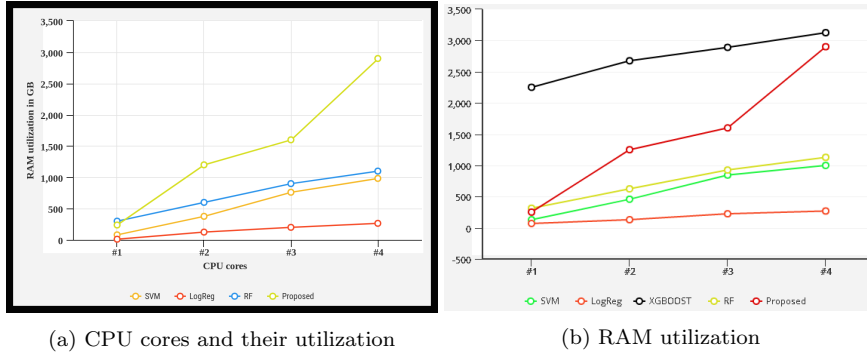 3,500
3,000
2,500
2,000
1,500
1,000
500
0
RAM utilization in GB
#1 #2 #3 #4
CPU cores
SVM LogReg RF Proposed
(a) CPU cores and their utilization
3,500
3,000
2,500
2,000
1,500
1,000
500
0
-500
#1 #2 #3 #4
SVM LogReg XGBDDST RF Proposed
(b) RAM utilization